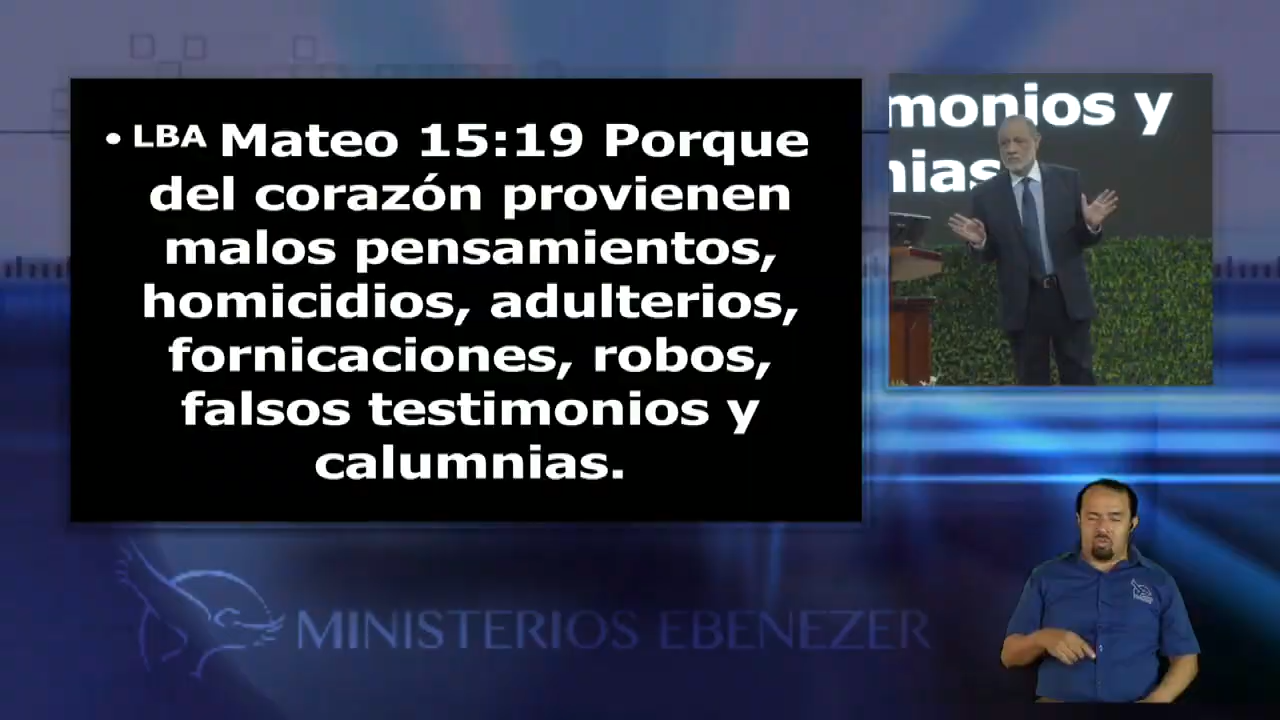 • LBA Mateo 15:19 Porque
del corazón provienen
malos pensamientos,
homicidios, adulterios,
fornicaciones, robos,
falsos testimonios y
calumnias.
monios y
nias.
MINISTERIOS EBENEZER